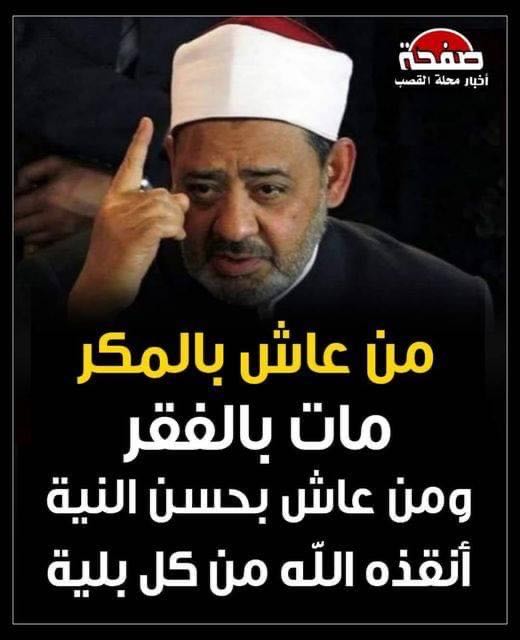 صفحة
أخبار محلة القصب
من عاش بالمكر
مات بالفقر
ومن عاش بحسن النية
أنقذه الله من كل بلية